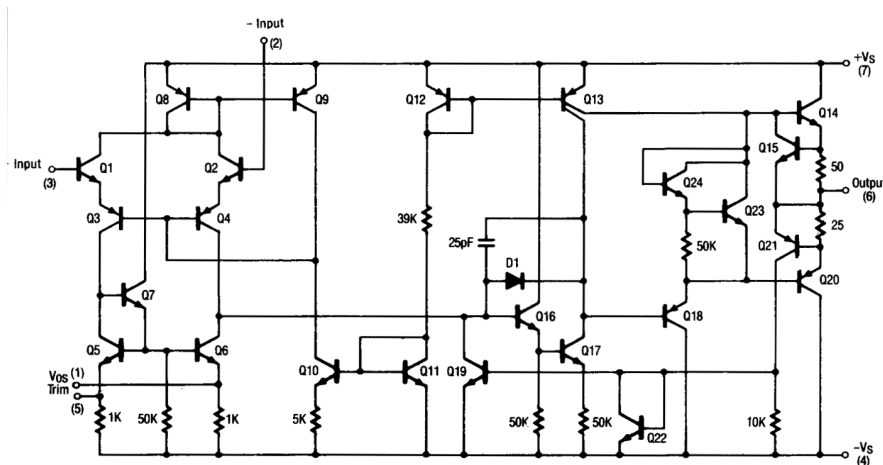 - Input
(2)
+Vs
(7)
Q8
Q9
Q12
Q13
Q14
Q15
Input
(3)
Q1
Q2
Q24
50
Output
(6)
Q3
Q4
39K
Q23
25
25pF
50K
Q21
D1
Q20
Q7
Q16
Q18
Q5
Q6
Q17
Vos (1)
Trim
(5)
Q10
Q11
Q19
1K
50K
1K
5K
50K
50K
Q22
10K
-Vs
(4)